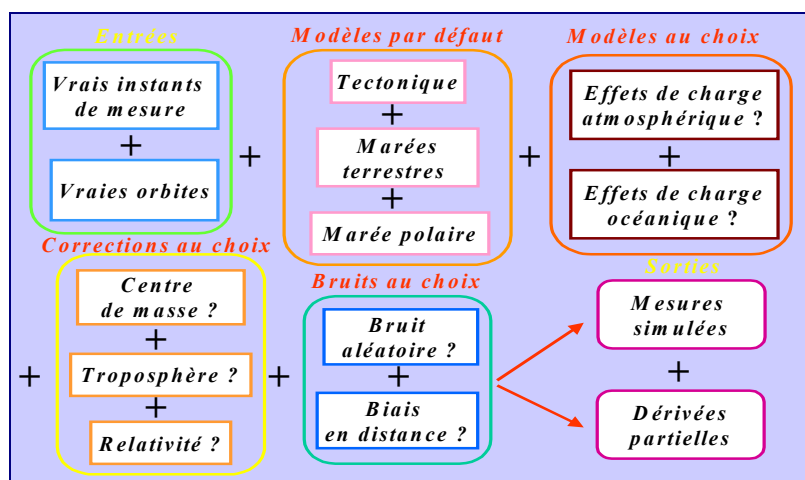 Entrées
Vrais instants
de mesure
+
Vraies orbites
+
Modèles par défaut
Tectonique
+
Marées
terrestres
+
Marée polaire
+
Modèles au choix
Effets de charge
atmosphérique ?
+
Effets de charge
océanique ?
+
Corrections au choix
Centre
de masse ?
+
Troposphère ?
+
Relativité ?
+
Bruits au choix
Bruit
aléatoire ?
+
Biais
en distance ?
Sorties
Mesures
simulées
+
Dérivées
partielles